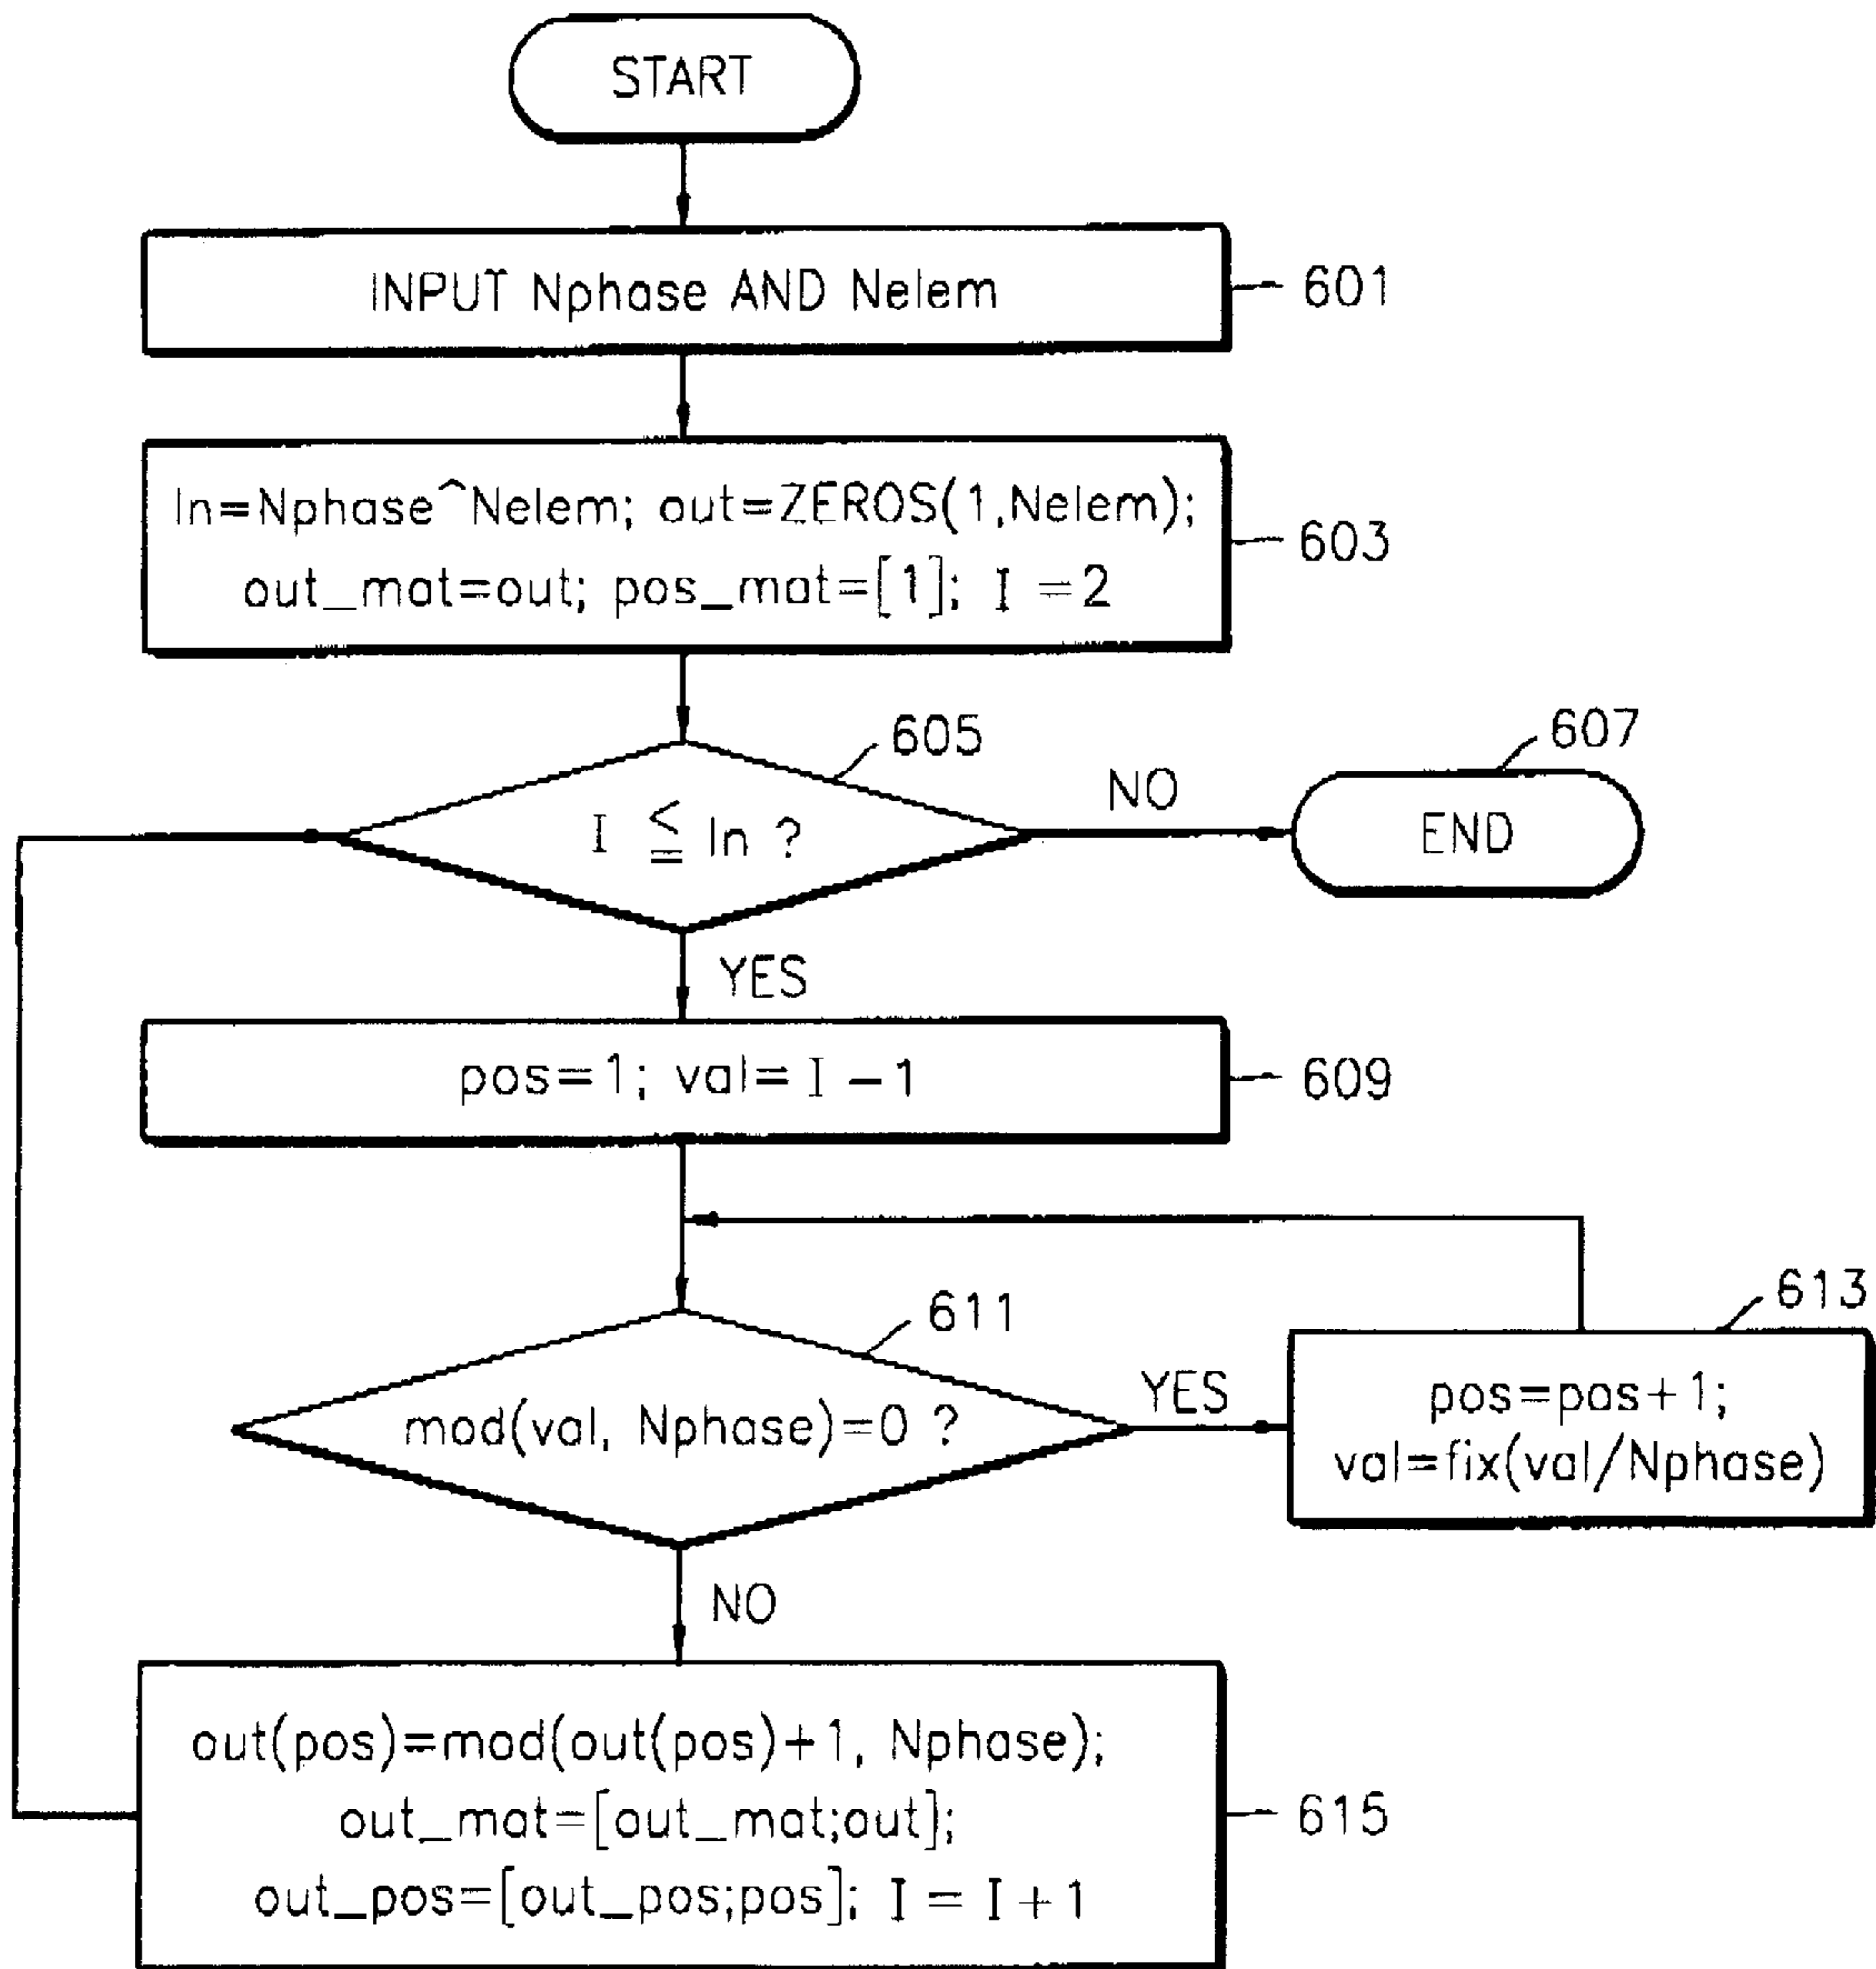 START
INPUT Nphase AND Nelem
601
In=Nphase^Nelem; out=ZEROS(1,Nelem);
out_mat=out; pos_mat=[1]; I =2
603
605
I ≦ In ?
NO
607
END
YES
pos=1; val= I -1
609
611
mod(val, Nphase)=0 ?
YES
613
pos=pos+1;
val=fix(val/Nphase)
NO
out(pos)=mod(out(pos)+1, Nphase);
out_mat=[out_mat;out];
out_pos=[out_pos;pos]; I = I +1
615